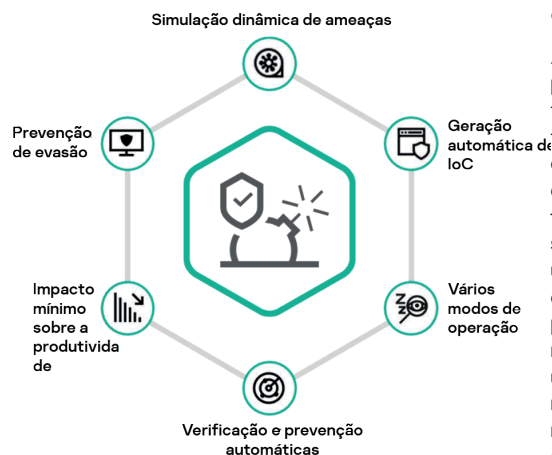 Simulação dinâmica de ameaças
Prevenção
de evasão
Geração
automática de
IoC
Impacto
mínimo
sobre a
produtivida
de
Vários
modos de
operação
Verificação e prevenção
automáticas